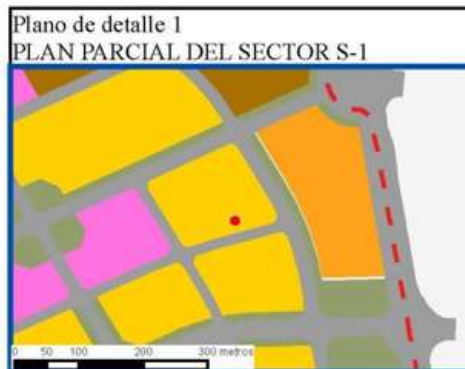 Plano de detalle 1
PLAN PARCIAL DEL SECTOR S-1
0 50 100 200 300 metros